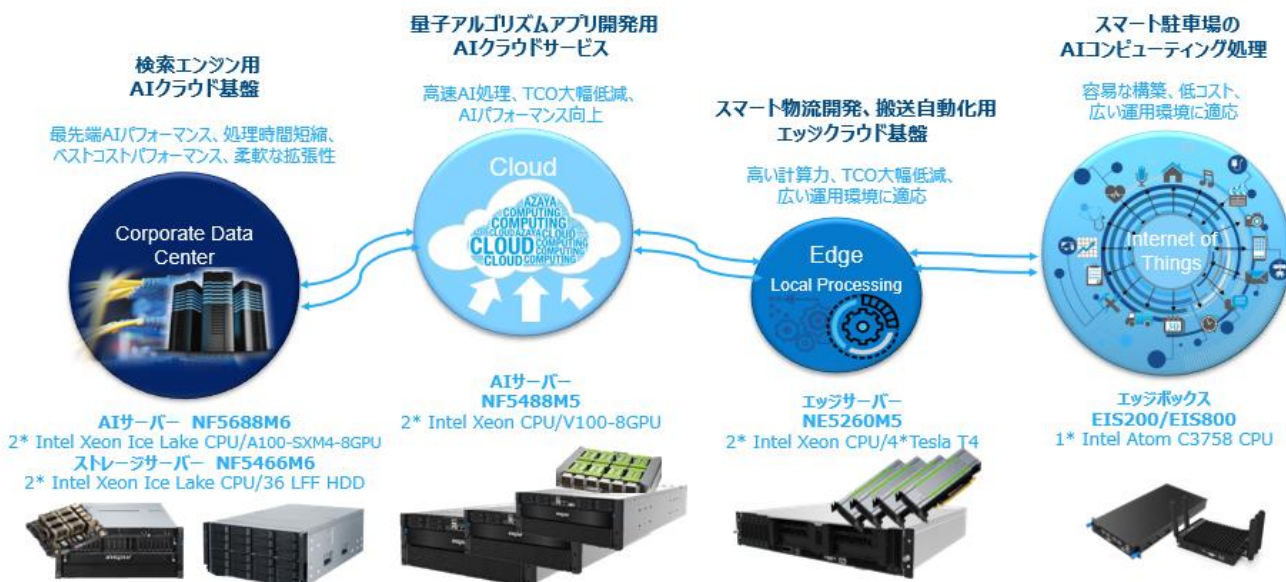 検索エンジン用
AIクラウド基盤
最先端AIパフォーマンス、処理時間短縮、
ベストコストパフォーマンス、柔軟な拡張性
Corporate Data
Center
AIサーバー NF5688M6
2* Intel Xeon Ice Lake CPU/A100-SXM4-8GPU
ストレージサーバー NF5466M6
2* Intel Xeon Ice Lake CPU/36 LFF HDD
量子アルゴリズムアプリ開発用
AIクラウドサービス
高速AI処理、TCO大幅低減、
AIパフォーマンス向上
Cloud
AZAYA
COMPUTING
COMPUTING
CLOUDAZAYACLOUD
CLOUD COMPUTING
COMPUTING
CLOUD COMPUTING
AIサーバー
NF5488M5
2* Intel Xeon CPU/V100-8GPU
スマート物流開発、搬送自動化用
エッジクラウド基盤
高い計算力、TCO大幅低減、
広い運用環境に適応
Edge
Local Processing
エッジサーバー
NE5260M5
2* Intel Xeon CPU/4*Tesla T4
スマート駐車場の
AIコンピューティング処理
容易な構築、低コスト、
広い運用環境に適応
Internet of
Things
30
エッジボックス
EIS200/EIS800
1* Intel Atom C3758 CPU